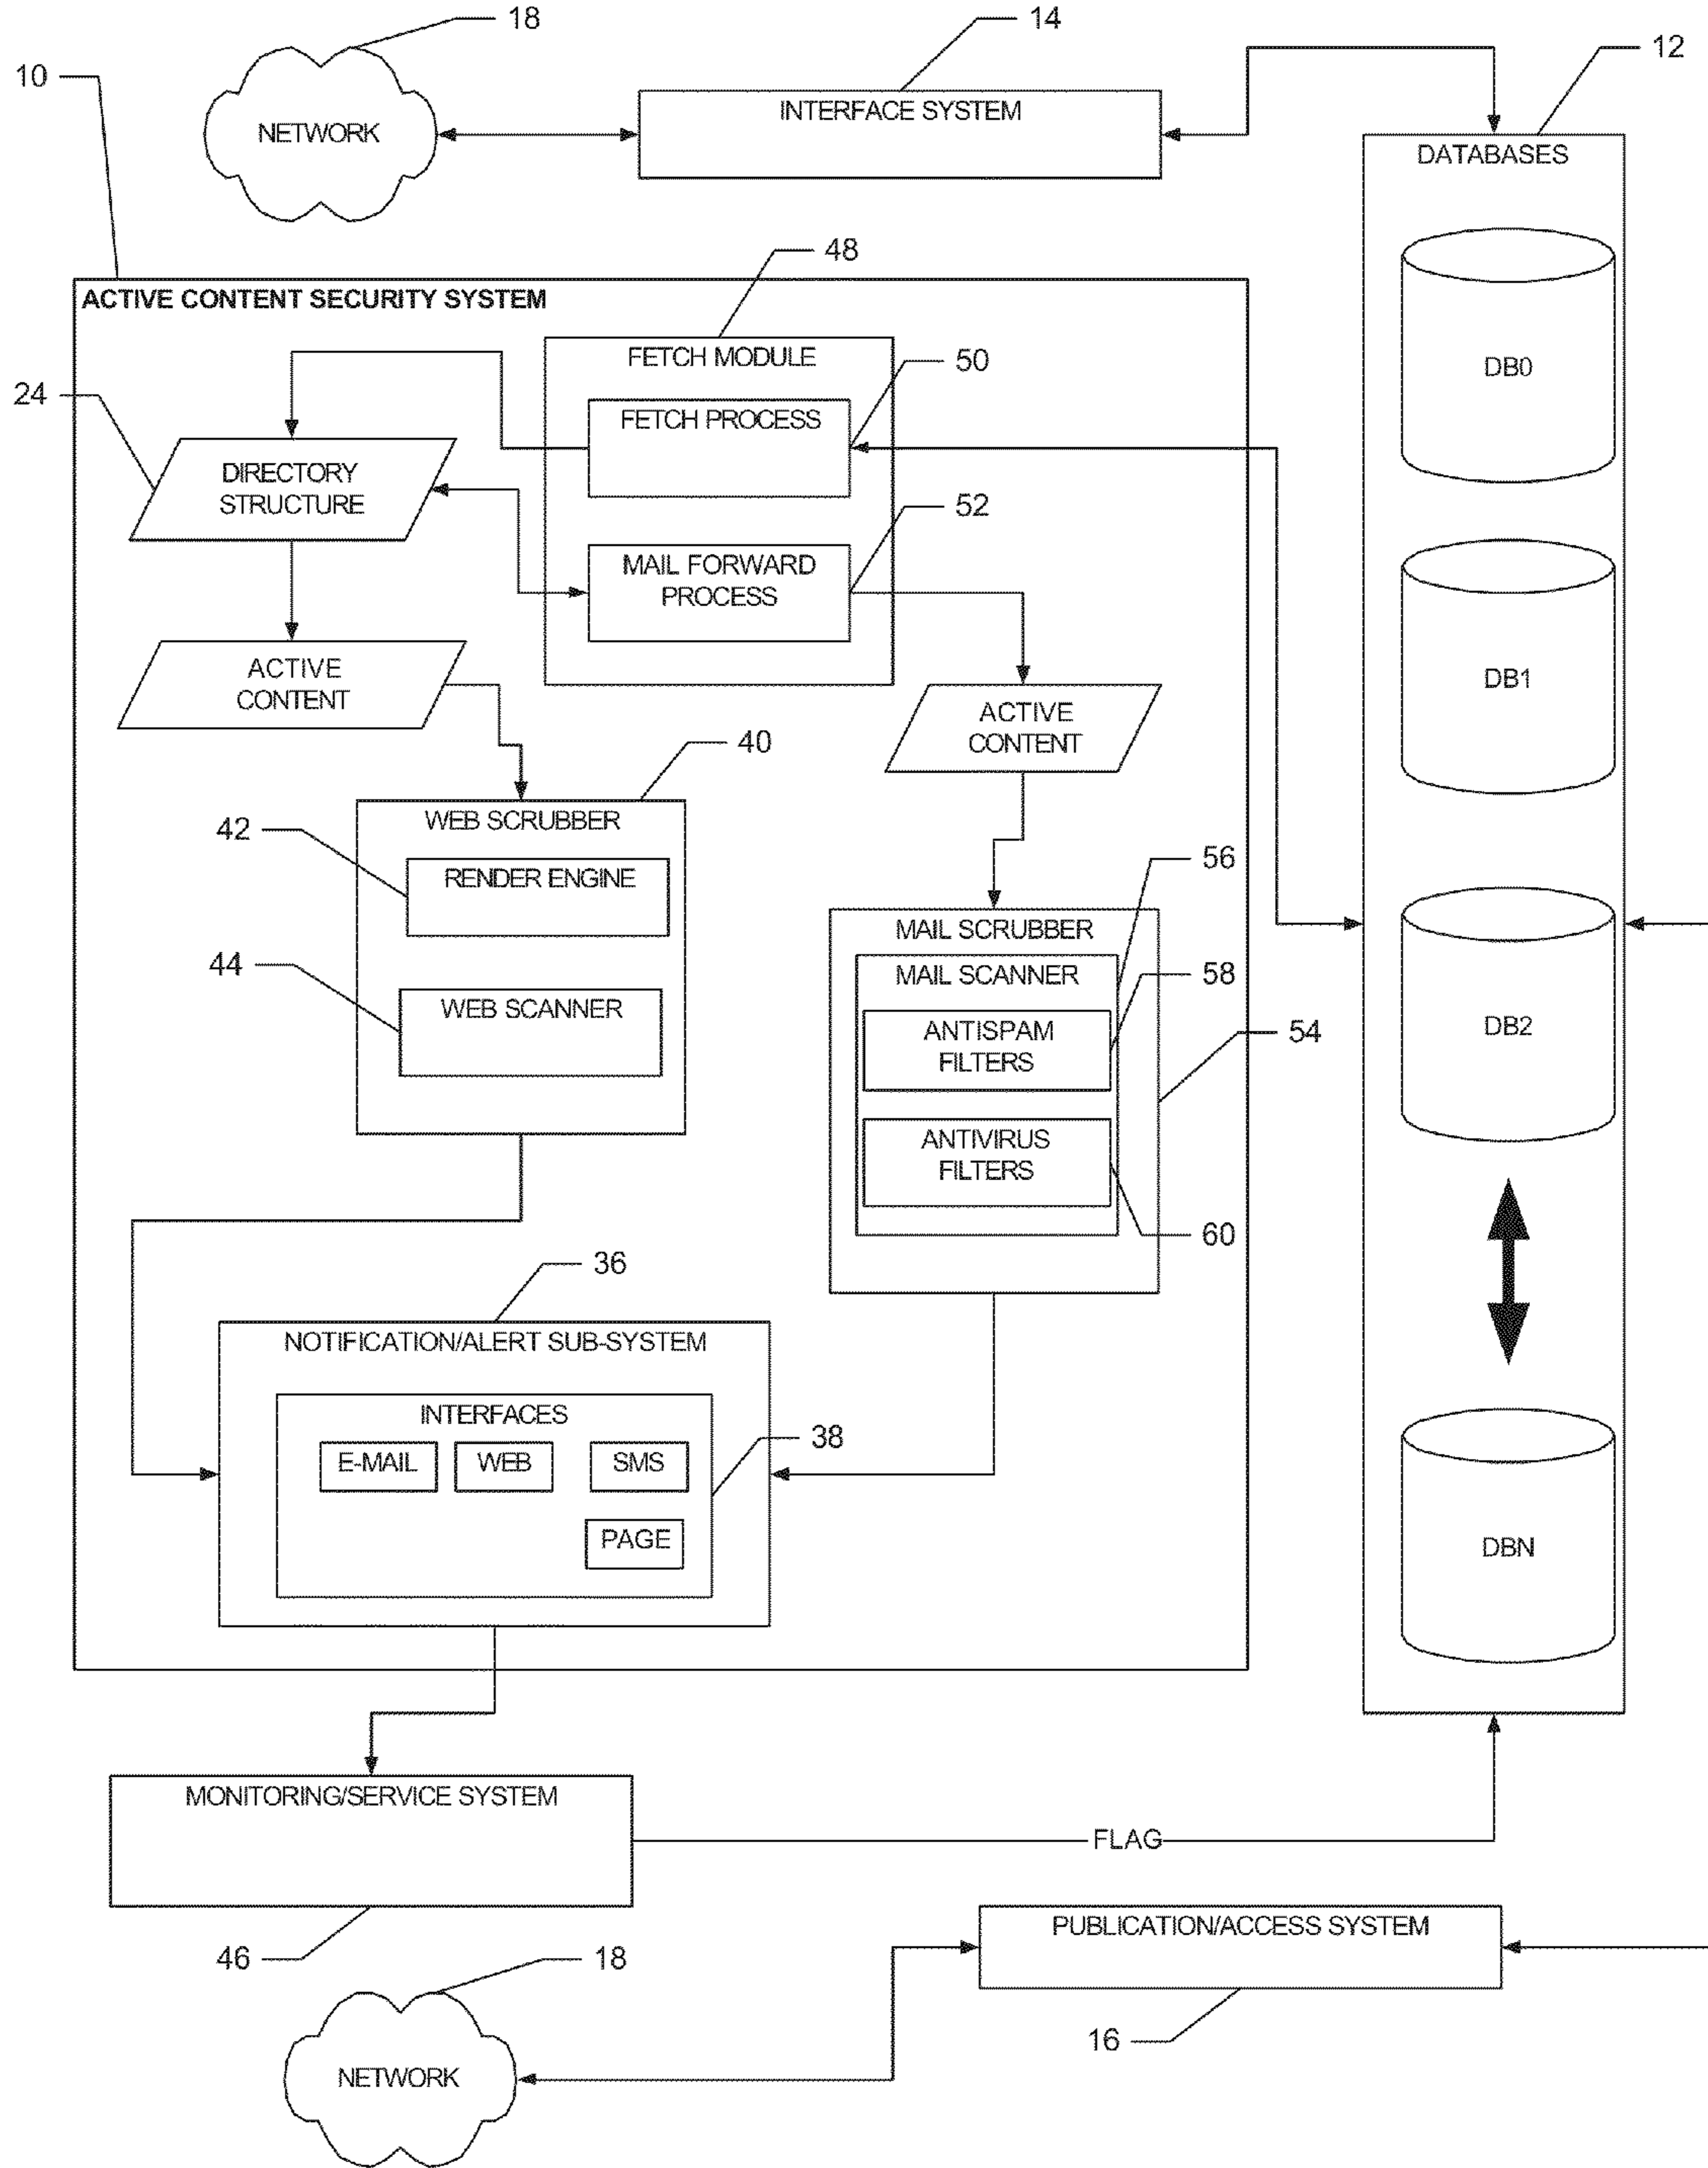 18
14
12
10
NETWORK
INTERFACE SYSTEM
DATABASES
48
ACTIVE CONTENT SECURITY SYSTEM
FETCH MODULE
50
24
FETCH PROCESS
DB0
DIRECTORY
STRUCTURE
52
MAIL FORWARD
PROCESS
ACTIVE
CONTENT
DB1
ACTIVE
CONTENT
40
WEB SCRUBBER
42
RENDER ENGINE
56
MAIL SCRUBBER
44
MAIL SCANNER
58
WEB SCANNER
ANTISPAM
FILTERS
54
DB2
ANTIVIRUS
FILTERS
60
36
NOTIFICATION/ALERT SUB-SYSTEM
INTERFACES
38
E-MAIL
WEB
SMS
PAGE
DBN
MONITORING/SERVICE SYSTEM
FLAG
PUBLICATION/ACCESS SYSTEM
46
18
16
NETWORK